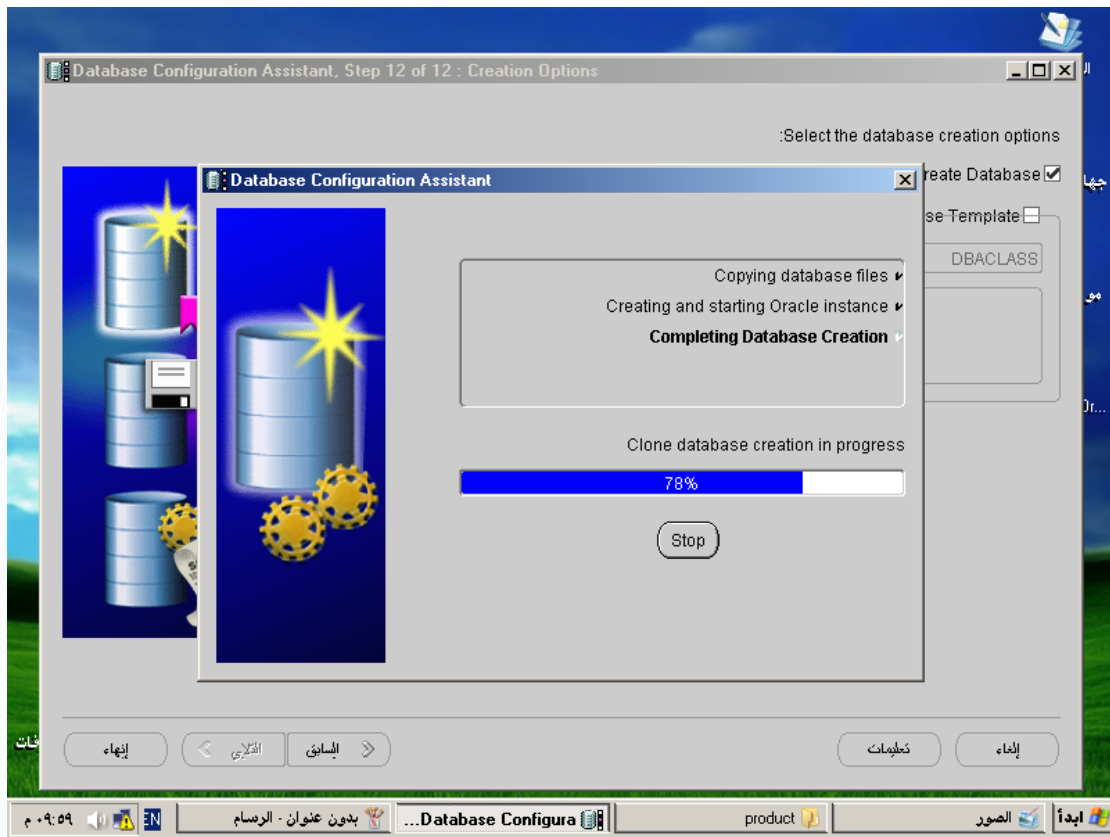 Database Configuration Assistant, Step 12 of 12 : Creation Options
:Select the database creation options
reate Database
se Template
DBACLASS
Database Configuration Assistant
Copying database files
Creating and starting Oracle instance
Completing Database Creation
Clone database creation in progress
78%
Stop
إلغاء
تعليمات
السابق
التالي
إنهاء
ابدأ
الصور
product
...Database Configura
بدون عنوان - الرسام
EN
٠٩:٥٩ م